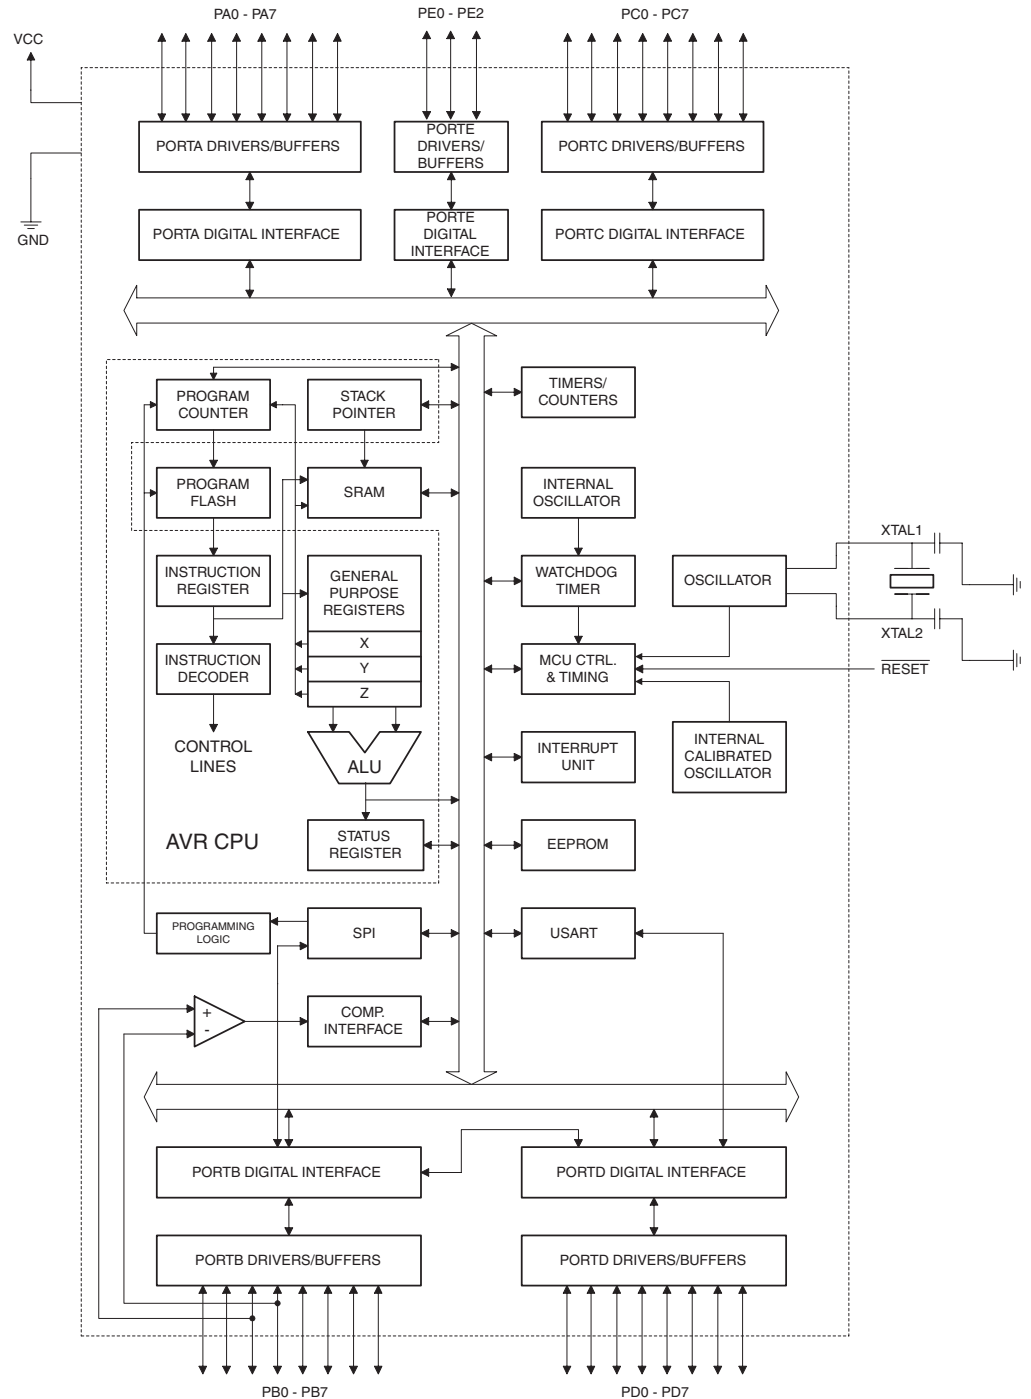 PA0 - PA7
PE0 - PE2
PC0 - PC7
VCC
PORTA DRIVERS/BUFFERS
PORTE
DRIVERS/
BUFFERS
PORTC DRIVERS/BUFFERS
GND
PORTA DIGITAL INTERFACE
PORTE
DIGITAL
INTERFACE
PORTC DIGITAL INTERFACE
PROGRAM
COUNTER
STACK
POINTER
TIMERS/
COUNTERS
PROGRAM
FLASH
SRAM
INTERNAL
OSCILLATOR
XTAL1
INSTRUCTION
REGISTER
GENERAL
PURPOSE
REGISTERS
WATCHDOG
TIMER
OSCILLATOR
XTAL2
X
Y
Z
INSTRUCTION
DECODER
MCU CTRL.
& TIMING
RESET
CONTROL
LINES
ALU
INTERRUPT
UNIT
INTERNAL
CALIBRATED
OSCILLATOR
AVR CPU
STATUS
REGISTER
EEPROM
PROGRAMMING
LOGIC
SPI
USART
+
-
COMP.
INTERFACE
PORTB DIGITAL INTERFACE
PORTD DIGITAL INTERFACE
PORTB DRIVERS/BUFFERS
PORTD DRIVERS/BUFFERS
PB0 - PB7
PD0 - PD7